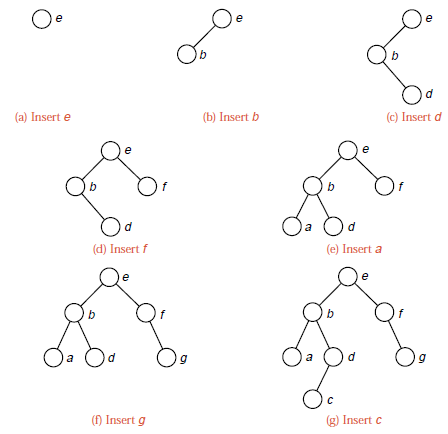 e
(a) Insert e
e
b
(b) Insert b
e
b
d
(c) Insert d
e
b
f
d
(d) Insert f
e
b
f
a
d
(e) Insert a
e
b
f
a
d
g
(f) Insert g
e
b
f
a
d
g
c
(g) Insert c